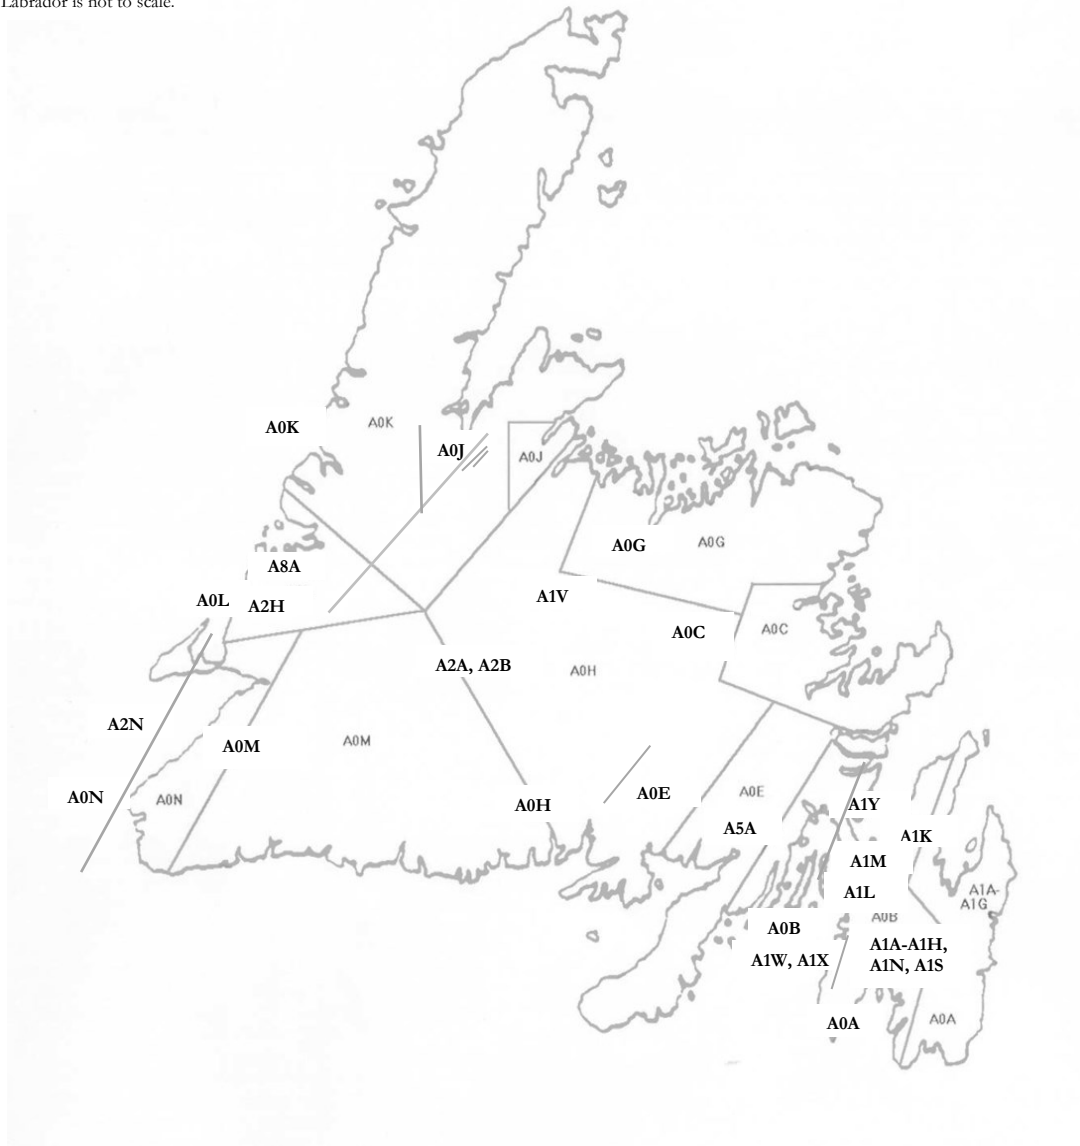 Labrador is not to scale.
A0K
A0K
A0J
A0J
A0G
A0G
A8A
A1V
A0L
A2H
A0C
A0C
A2A, A2B
A0H
A2N
A0M
A0M
A0N
A0N
A0H
A0E
A0E
A5A
A1Y
A1K
A1M
A1L
A1A-
A1G
A0B
A0B
A1A-A1H,
A1N, A1S
A1W, A1X
A0A
A0A